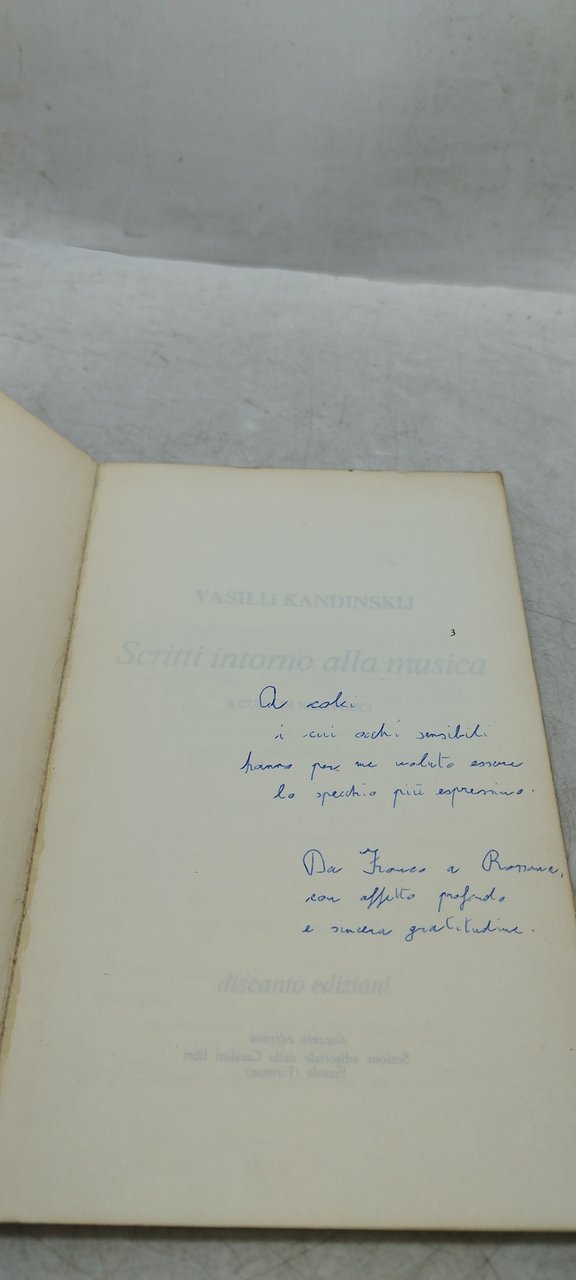 VASILIJ KANDINSKIJ
3
Scritti intorno alla musica
A colei
i cui occhi sensibili
hanno per me voluto essere
lo specchio più espressivo.
Da Franco a Rossana,
con affetto profondo
e sincera gratitudine.
discanto edizioni
discanto edizioni
Sezione editoriale della Casalini libri
Fiesole (Firenze)